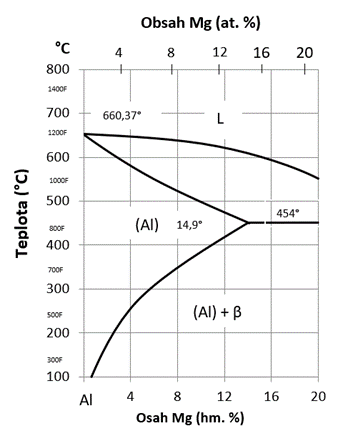 Obsah Mg (at. %)
°C 4 8 12 14 16 20
800
1400F
700 660,37° L
1200F
600
1000F
500
Teplota (°C)
454°
800F (Al) 14,9°
400
700F
300
(Al) + β
500F
200
300F
100
Al 4 8 12 16 20
Osah Mg (hm. %)